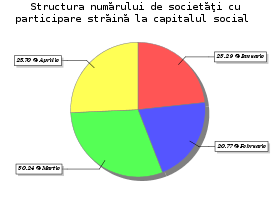 Structura numărului de societăţi cu
participare străină la capitalul social
25.70 % Aprilie
25.29 % Ianuarie
20.77 % Februarie
50.24 % Martie